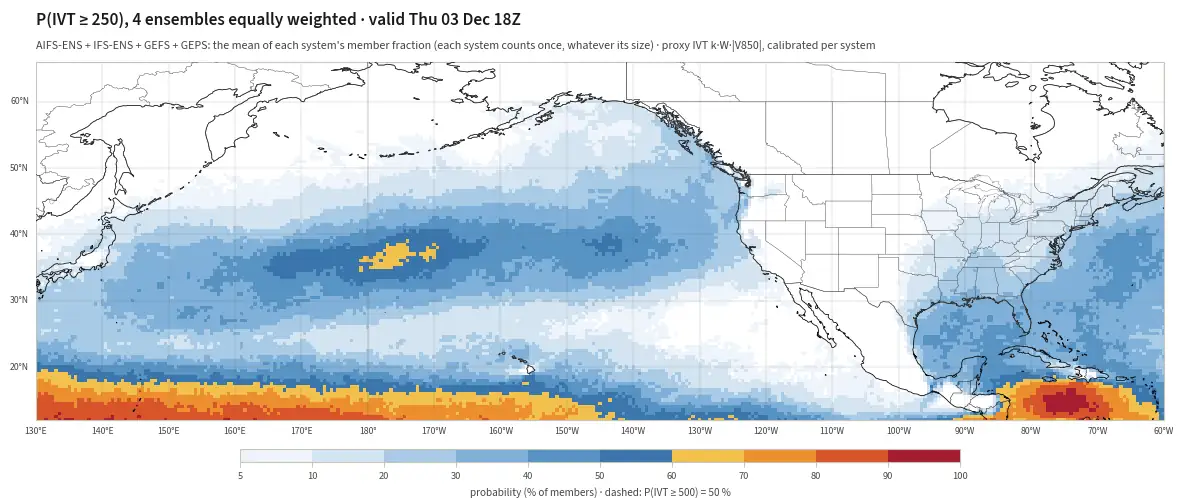 P(IVT ≥ 250), 4 ensembles equally weighted · valid Thu 03 Dec 18Z
AIFS-ENS + IFS-ENS + GEFS + GEPS: the mean of each system's member fraction (each system counts once, whatever its size) · proxy IVT k·W·|V850|, calibrated per system
60°N
50°N
40°N
30°N
20°N
130°E 140°E 150°E 160°E 170°E 180° 170°W 160°W 150°W 140°W 130°W 120°W 110°W 100°W 90°W 80°W 70°W 60°W
5 10 20 30 40 50 60 70 80 90 100
probability (% of members) · dashed: P(IVT ≥ 500) = 50 %